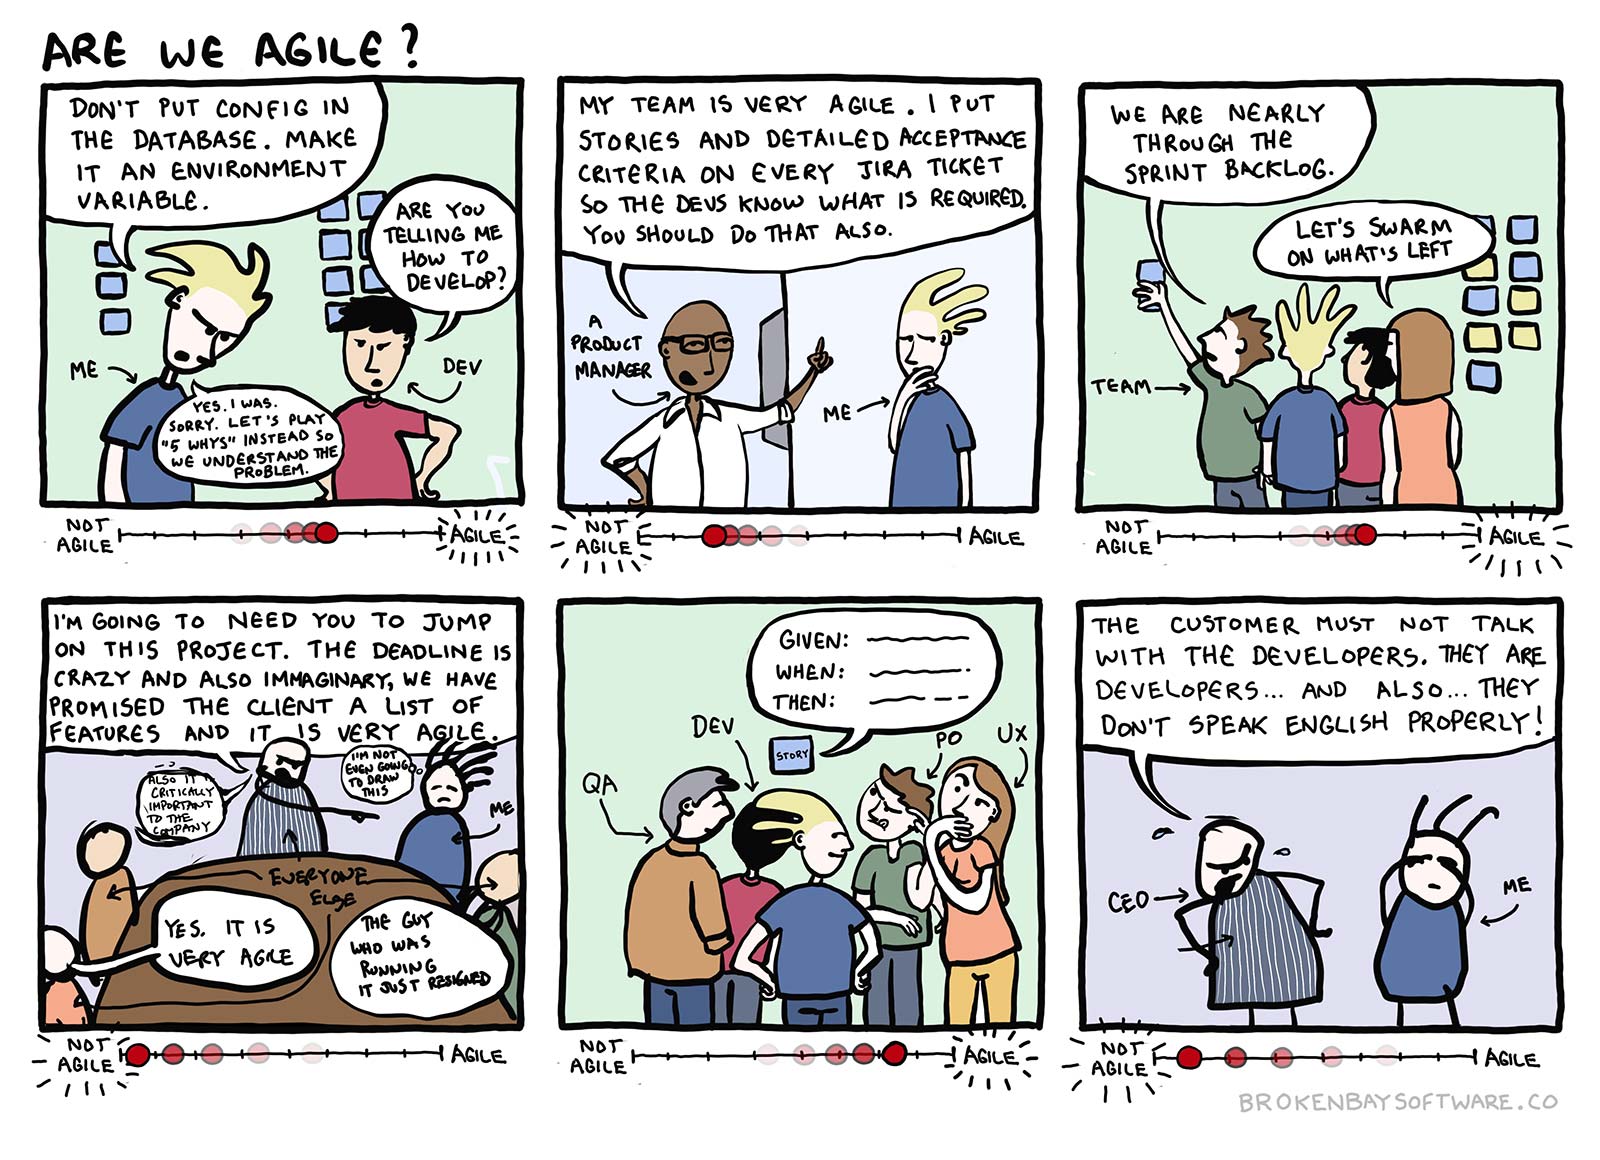 ARE WE AGILE?
DON'T PUT CONFIG IN
THE DATABASE. MAKE
IT AN ENVIRONMENT
VARIABLE.
ARE YOU
TELLING ME
HOW TO
DEVELOP?
ME
DEV
YES. I WAS.
SORRY. LET'S PLAY
"5 WHYS" INSTEAD SO
WE UNDERSTAND THE
PROBLEM.
NOT
AGILE
AGILE
MY TEAM IS VERY AGILE. I PUT
STORIES AND DETAILED ACCEPTANCE
CRITERIA ON EVERY JIRA TICKET
SO THE DEVS KNOW WHAT IS REQUIRED.
YOU SHOULD DO THAT ALSO.
A
PRODUCT
MANAGER
ME
NOT
AGILE
AGILE
WE ARE NEARLY
THROUGH THE
SPRINT BACKLOG.
LET'S SWARM
ON WHAT'S LEFT
TEAM
NOT
AGILE
AGILE
I'M GOING TO NEED YOU TO JUMP
ON THIS PROJECT. THE DEADLINE IS
CRAZY AND ALSO IMMAGINARY, WE HAVE
PROMISED THE CLIENT A LIST OF
FEATURES AND IT IS VERY AGILE.
ALSO IT
CRITICALLY
IMPORTANT
TO THE
COMPANY
I'M NOT
EVEN GOING
TO DRAW
THIS
ME
EVERYONE
ELSE
YES. IT IS
VERY AGILE
THE GUY
WHO WAS
RUNNING
IT JUST RESIGNED
NOT
AGILE
AGILE
GIVEN:
WHEN:
THEN:
STORY
QA
DEV
PO
UX
NOT
AGILE
AGILE
THE CUSTOMER MUST NOT TALK
WITH THE DEVELOPERS. THEY ARE
DEVELOPERS... AND ALSO... THEY
DON'T SPEAK ENGLISH PROPERLY!
CEO
ME
NOT
AGILE
AGILE
BROKENBAYSOFTWARE.CO